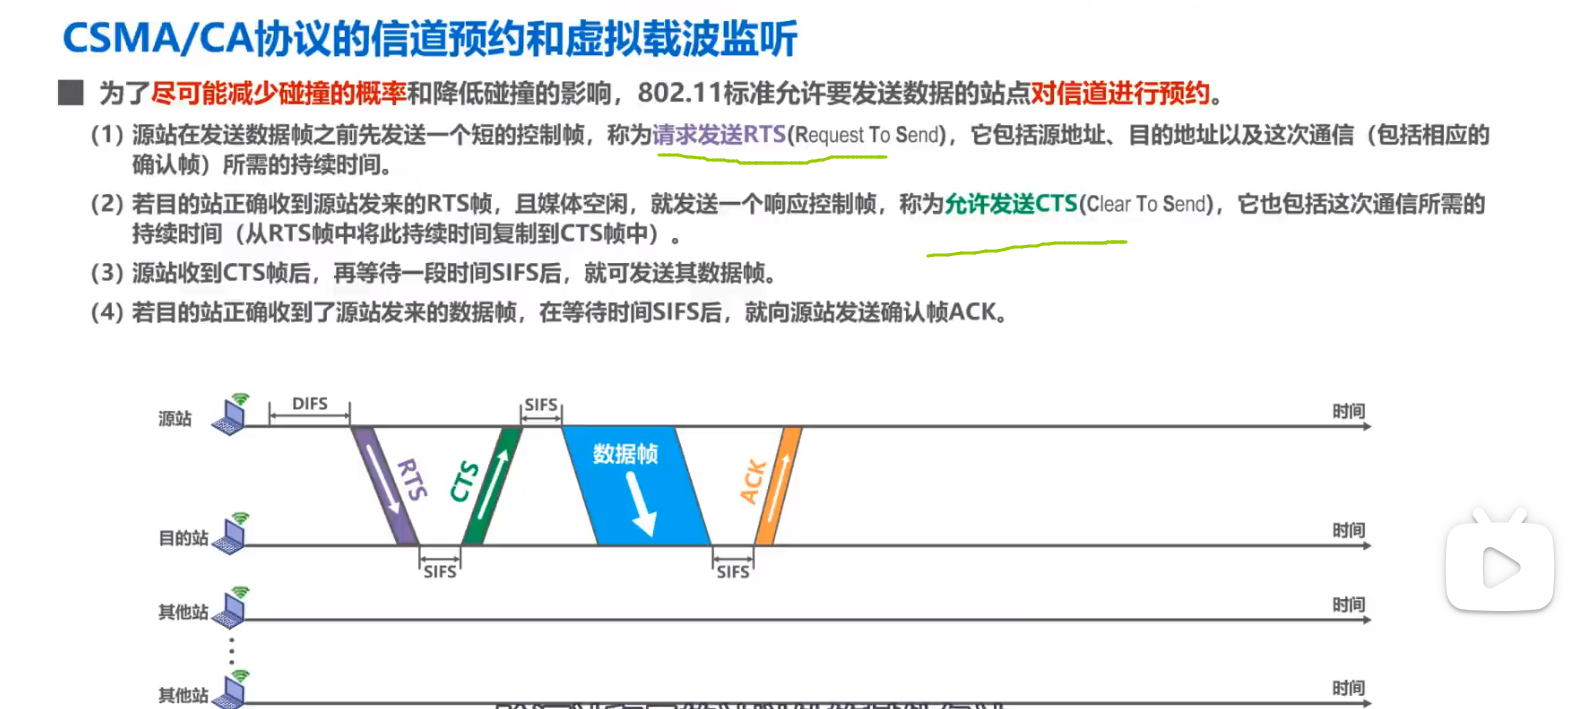 CSMA/CA协议的信道预约和虚拟载波监听
为了尽可能减少碰撞的概率和降低碰撞的影响，802.11标准允许要发送数据的站点对信道进行预约。
(1) 源站在发送数据帧之前先发送一个短的控制帧，称为请求发送RTS(Request To Send)，它包括源地址、目的地址以及这次通信（包括相应的
确认帧）所需的持续时间。
(2) 若目的站正确收到源站发来的RTS帧，且媒体空闲，就发送一个响应控制帧，称为允许发送CTS(Clear To Send)，它也包括这次通信所需的
持续时间（从RTS帧中将此持续时间复制到CTS帧中）。
(3) 源站收到CTS帧后，再等待一段时间SIFS后，就可发送其数据帧。
(4) 若目的站正确收到了源站发来的数据帧，在等待时间SIFS后，就向源站发送确认帧ACK。
DIFS
SIFS
源站
时间
RTS
CTS
数据帧
ACK
目的站
时间
SIFS
SIFS
其他站
时间
其他站
时间